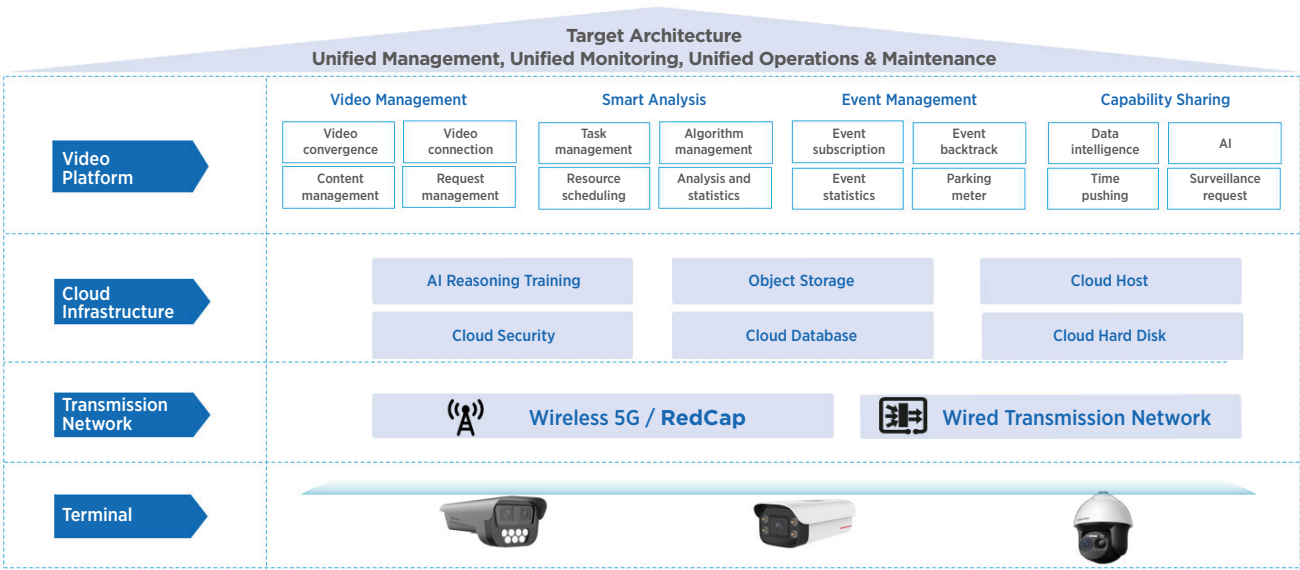 Target Architecture
Unified Management, Unified Monitoring, Unified Operations & Maintenance
Video
Platform
Video Management
Video
convergence
Video
connection
Content
management
Request
management
Smart Analysis
Task
management
Algorithm
management
Resource
scheduling
Analysis and
statistics
Event Management
Event
subscription
Event
backtrack
Event
statistics
Parking
meter
Capability Sharing
Data
intelligence
AI
Time
pushing
Surveillance
request
Cloud
Infrastructure
AI Reasoning Training
Object Storage
Cloud Host
Cloud Security
Cloud Database
Cloud Hard Disk
Transmission
Network
Wireless 5G / RedCap
Wired Transmission Network
Terminal